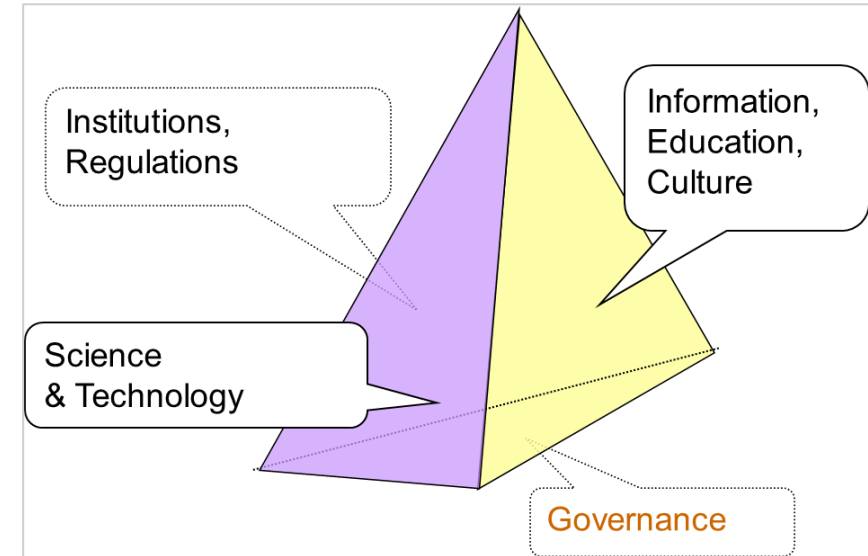 Institutions,
Regulations
Information,
Education,
Culture
Science
& Technology
Governance